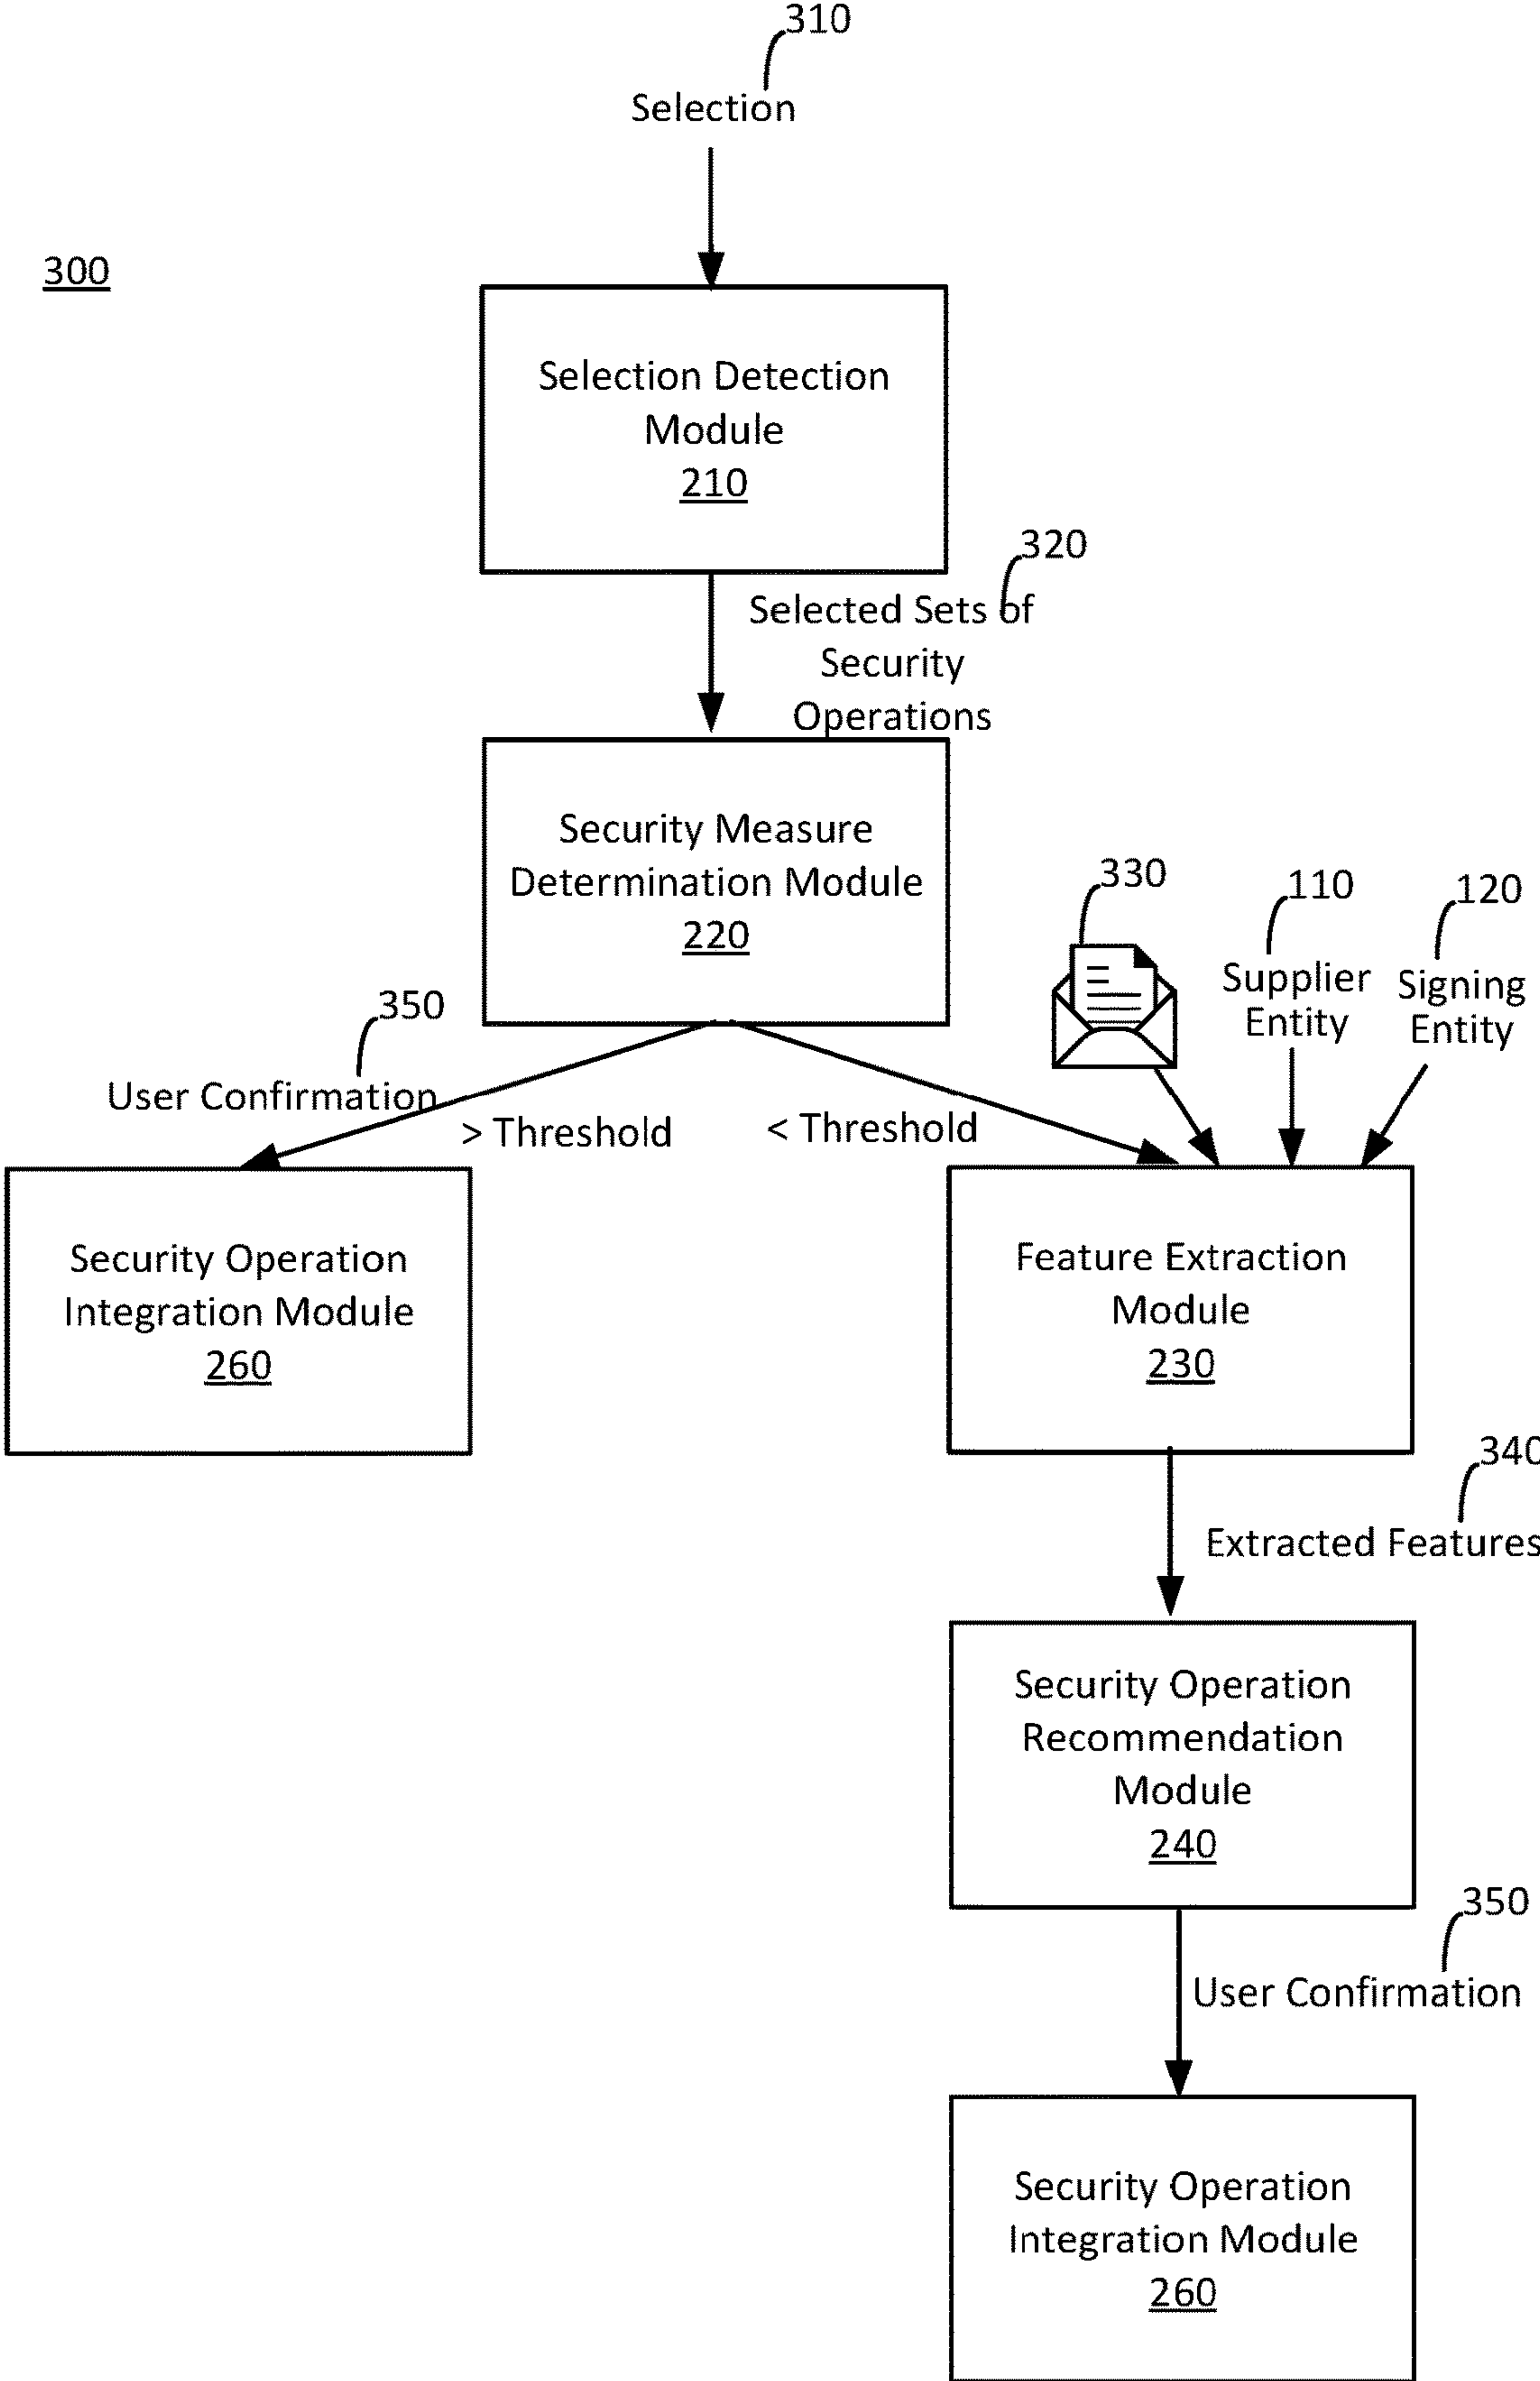 310
Selection
300
Selection Detection
Module
210
320
Selected Sets of
Security
Operations
Security Measure
Determination Module
220
330
110
120
Supplier
Entity
Signing
Entity
350
User Confirmation
> Threshold
< Threshold
Security Operation
Integration Module
260
Feature Extraction
Module
230
340
Extracted Features
Security Operation
Recommendation
Module
240
350
User Confirmation
Security Operation
Integration Module
260